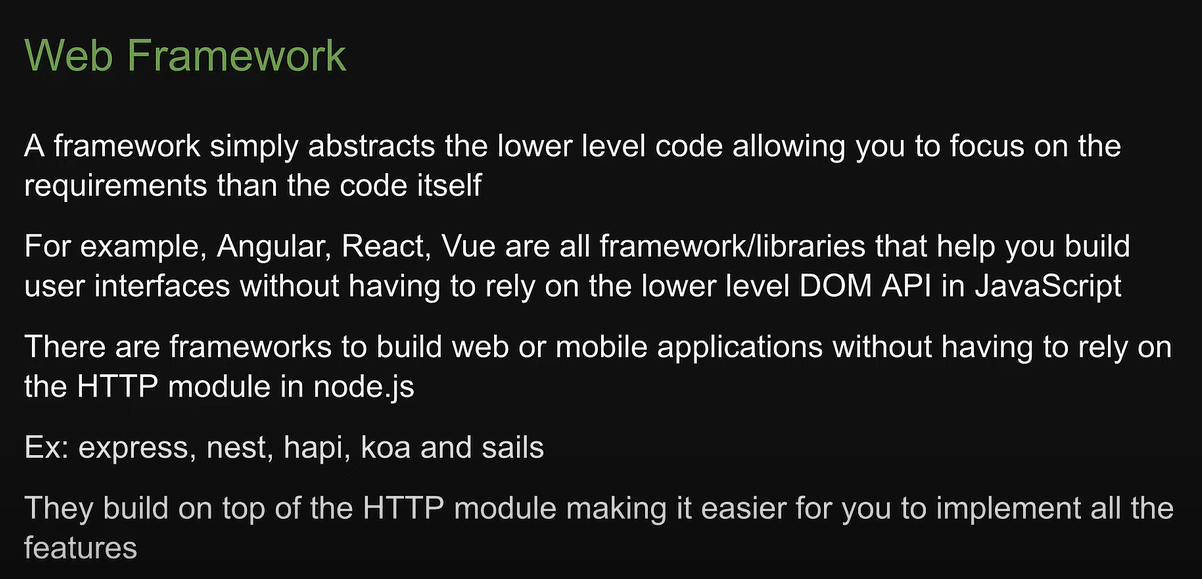 Web Framework
A framework simply abstracts the lower level code allowing you to focus on the
requirements than the code itself
For example, Angular, React, Vue are all framework/libraries that help you build
user interfaces without having to rely on the lower level DOM API in JavaScript
There are frameworks to build web or mobile applications without having to rely on
the HTTP module in node.js
Ex: express, nest, hapi, koa and sails
They build on top of the HTTP module making it easier for you to implement all the
features